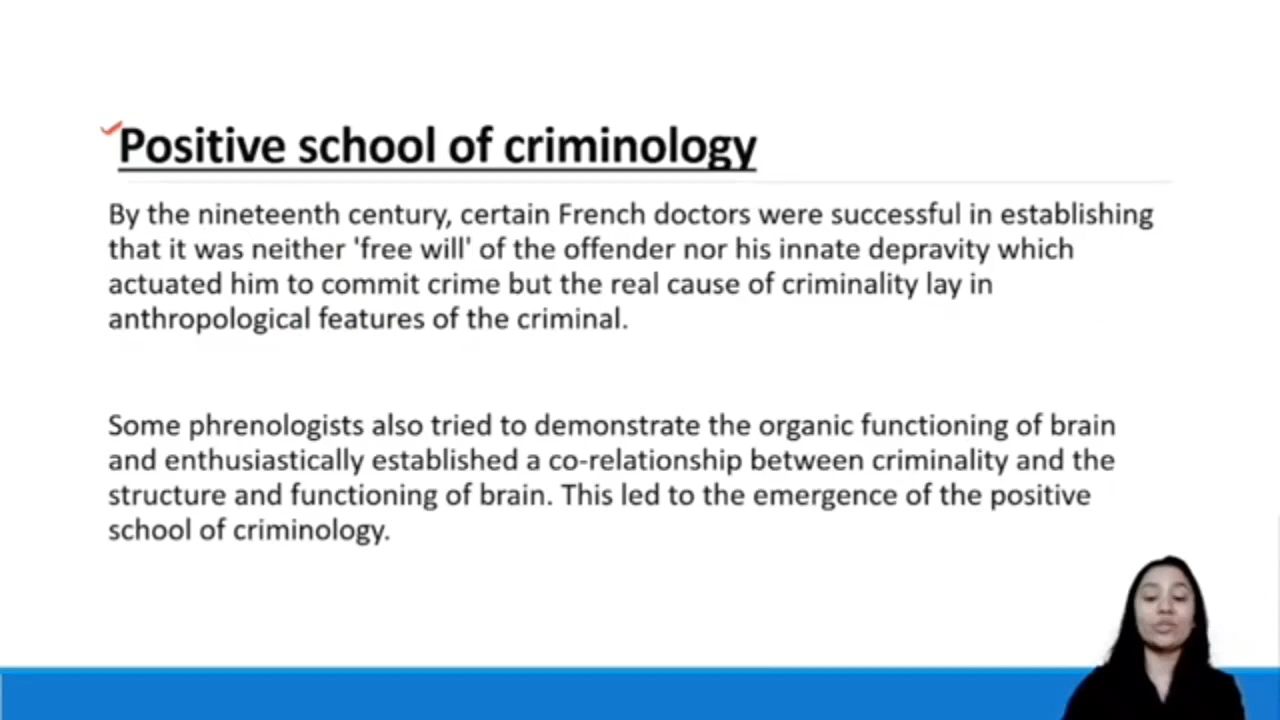 Positive school of criminology
By the nineteenth century, certain French doctors were successful in establishing
that it was neither 'free will' of the offender nor his innate depravity which
actuated him to commit crime but the real cause of criminality lay in
anthropological features of the criminal.
Some phrenologists also tried to demonstrate the organic functioning of brain
and enthusiastically established a co-relationship between criminality and the
structure and functioning of brain. This led to the emergence of the positive
school of criminology.